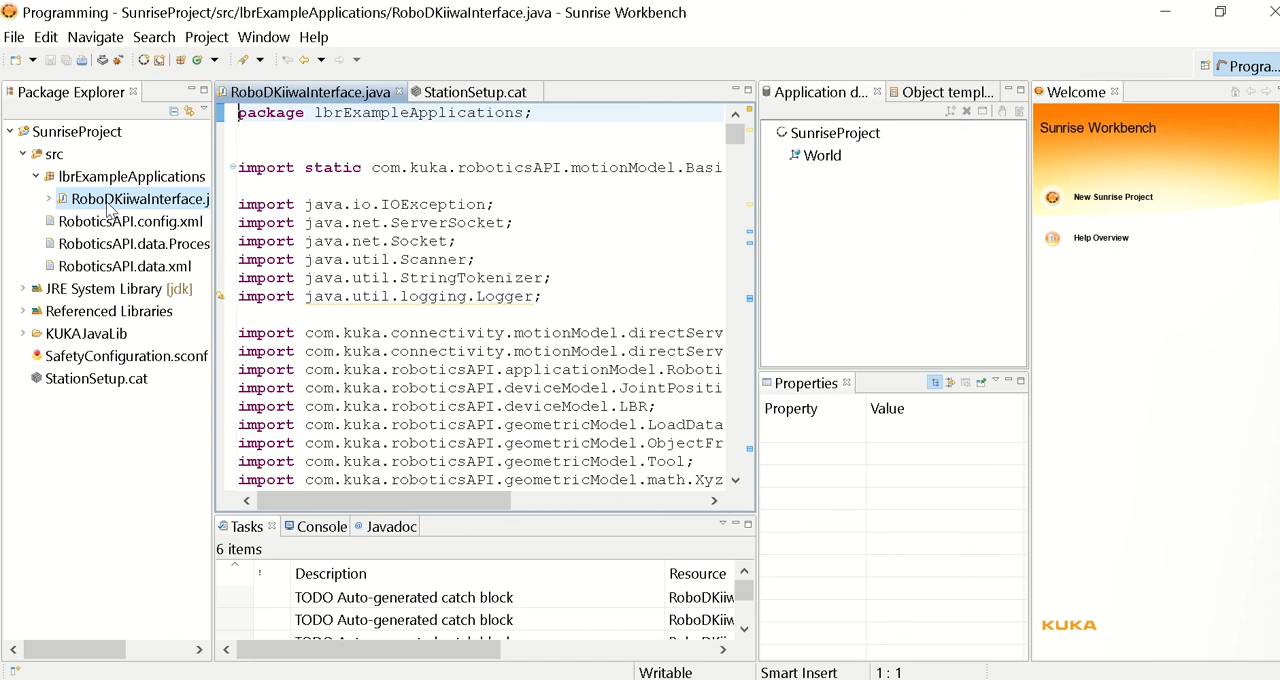 Programming - SunriseProject/src/lbrExampleApplications/RoboDKiiwaInterface.java - Sunrise Workbench
File Edit Navigate Search Project Window Help
Progra...
Package Explorer
SunriseProject
src
lbrExampleApplications
RoboDKiiwaInterface.j
RoboticsAPI.config.xml
RoboticsAPI.data.Proces
RoboticsAPI.data.xml
JRE System Library [jdk]
Referenced Libraries
KUKAJavaLib
SafetyConfiguration.sconf
StationSetup.cat
RoboDKiiwaInterface.java StationSetup.cat
package lbrExampleApplications;
import static com.kuka.roboticsAPI.motionModel.Basi
import java.io.IOException;
import java.net.ServerSocket;
import java.net.Socket;
import java.util.Scanner;
import java.util.StringTokenizer;
import java.util.logging.Logger;
import com.kuka.connectivity.motionModel.directServ
import com.kuka.connectivity.motionModel.directServ
import com.kuka.roboticsAPI.applicationModel.Roboti
import com.kuka.roboticsAPI.deviceModel.JointPositi
import com.kuka.roboticsAPI.deviceModel.LBR;
import com.kuka.roboticsAPI.geometricModel.LoadData
import com.kuka.roboticsAPI.geometricModel.ObjectFr
import com.kuka.roboticsAPI.geometricModel.Tool;
import com.kuka.roboticsAPI.geometricModel.math.Xyz
Tasks Console @ Javadoc
6 items
! Description Resource
TODO Auto-generated catch block RoboDKiiw
TODO Auto-generated catch block RoboDKiiw
Application d... Object templ...
SunriseProject
World
Properties
Property Value
Welcome
Sunrise Workbench
New Sunrise Project
Help Overview
KUKA
Writable Smart Insert 1 : 1